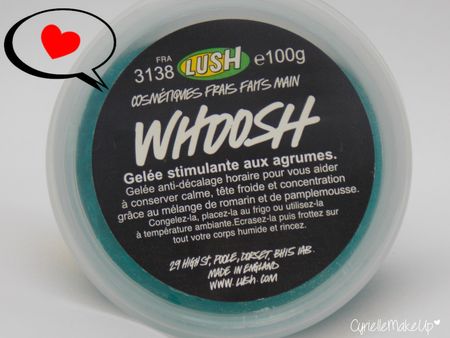 FRA
3138 LUSH e100g
COSMÉTIQUES FRAIS FAITS MAIN
WHOOSH
Gelée stimulante aux agrumes.
Gelée anti-décalage horaire pour vous aider
à conserver calme, tête froide et concentration
grâce au mélange de romarin et de pamplemousse.
Congelez-la, placez-la au frigo ou utilisez-la
à température ambiante.Ecrasez-la puis frottez sur
tout votre corps humide et rincez.
29 HIGH ST, POOLE, DORSET, BH15 1AB.
MADE IN ENGLAND
WWW.LUSH.COM
CyrielleMakeUp